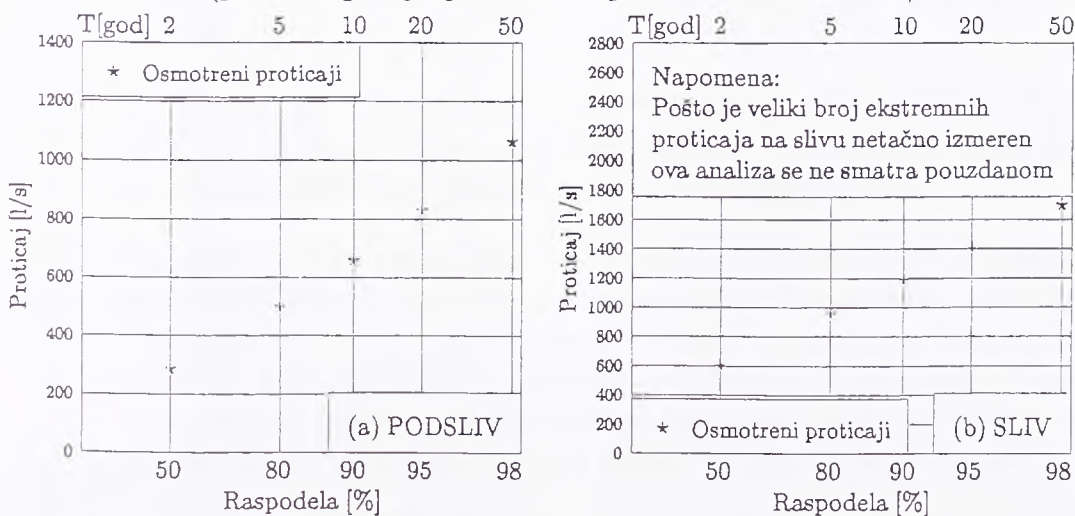 T[god] 2 5 10 20 50
1400
1200
1000
800
600
400
200
0
Proticaj [l/s]
★ Osmotreni proticaji
(a) PODSLIV
50 80 90 95 98
Raspodela [%]
T[god] 2 5 10 20 50
2800
2600
2400
2200
2000
1800
1600
1400
1200
1000
800
600
400
200
0
Proticaj [l/s]
Napomena:
Pošto je veliki broj ekstremnih
proticaja na slivu netačno izmeren
ova analiza se ne smatra pouzdanom
★ Osmotreni proticaji
(b) SLIV
50 80 90 95 98
Raspodela [%]